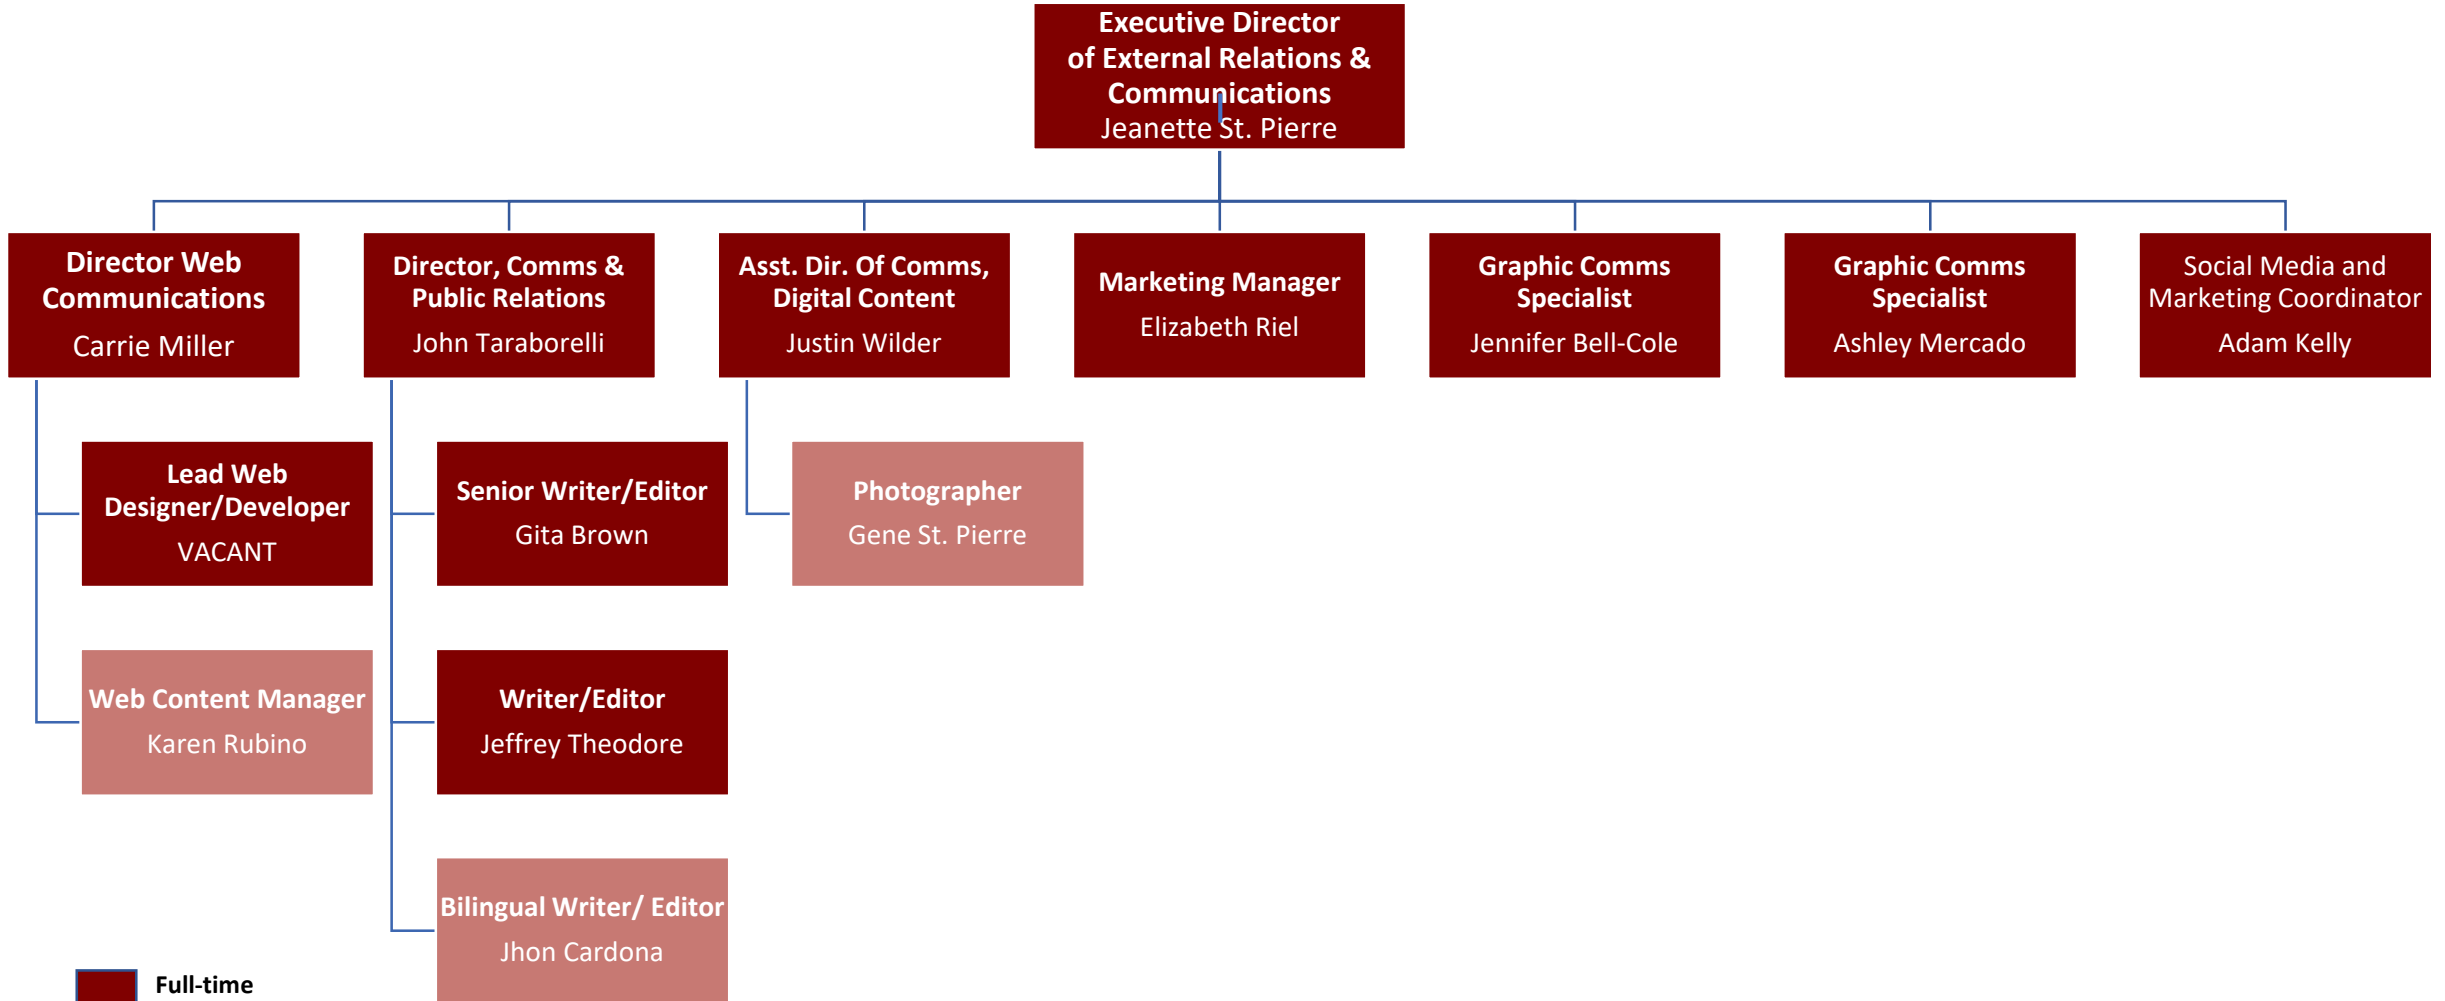 Executive Director
of External Relations &
Communications
Jeanette St. Pierre
Director Web
Communications
Carrie Miller
Director, Comms &
Public Relations
John Taraborelli
Asst. Dir. Of Comms,
Digital Content
Justin Wilder
Marketing Manager
Elizabeth Riel
Graphic Comms
Specialist
Jennifer Bell-Cole
Graphic Comms
Specialist
Ashley Mercado
Social Media and
Marketing Coordinator
Adam Kelly
Lead Web
Designer/Developer
VACANT
Senior Writer/Editor
Gita Brown
Photographer
Gene St. Pierre
Web Content Manager
Karen Rubino
Writer/Editor
Jeffrey Theodore
Bilingual Writer/ Editor
Jhon Cardona
Full-time